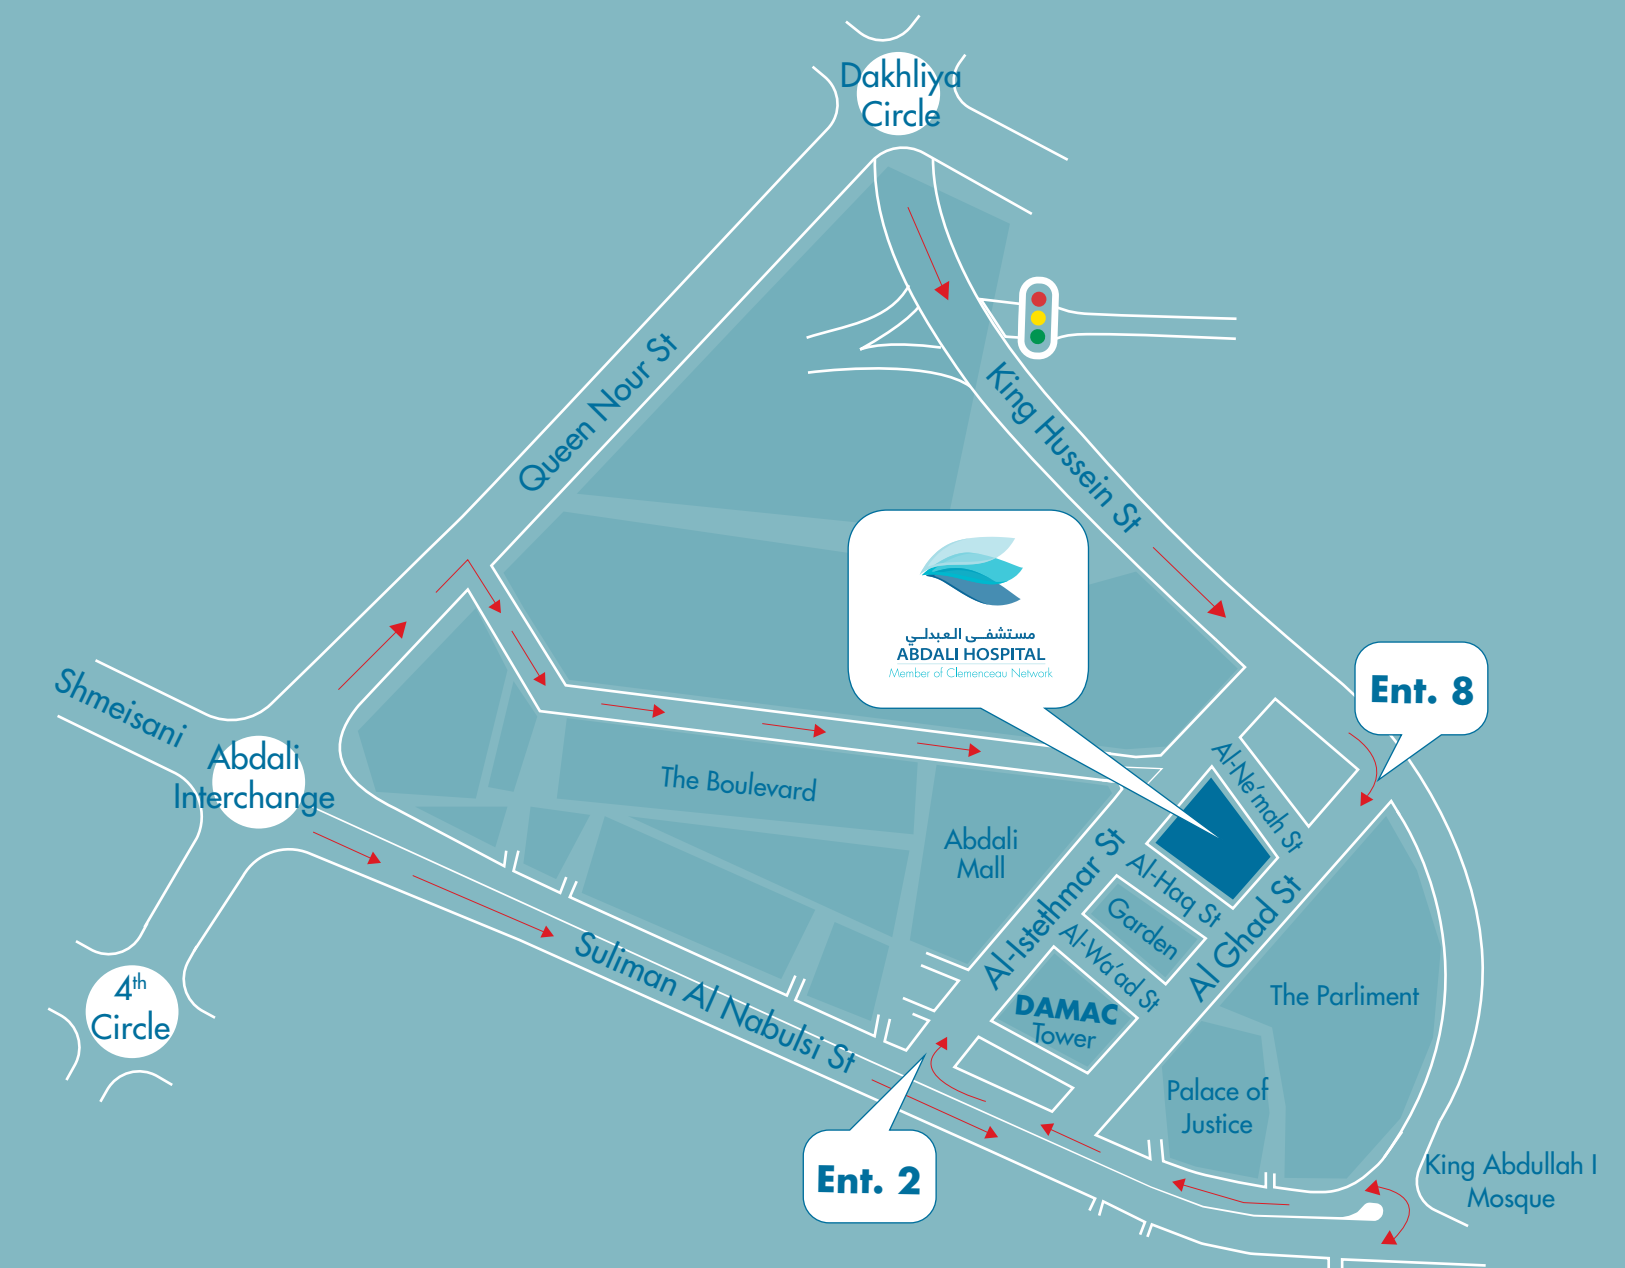 Dakhliya
Circle
Queen Nour St
King Hussein St
مستشفــى العبدلــي
ABDALI HOSPITAL
Member of Clemenceau Network
Ent. 8
Shmeisani
Abdali
Interchange
The Boulevard
Abdali
Mall
Al-Ne'mah St
Al-Istethmar St
Al-Haq St
Garden
Al-Wa'ad St
Al Ghad St
DAMAC
Tower
The Parliment
4th
Circle
Suliman Al Nabulsi St
Palace of
Justice
Ent. 2
King Abdullah I
Mosque